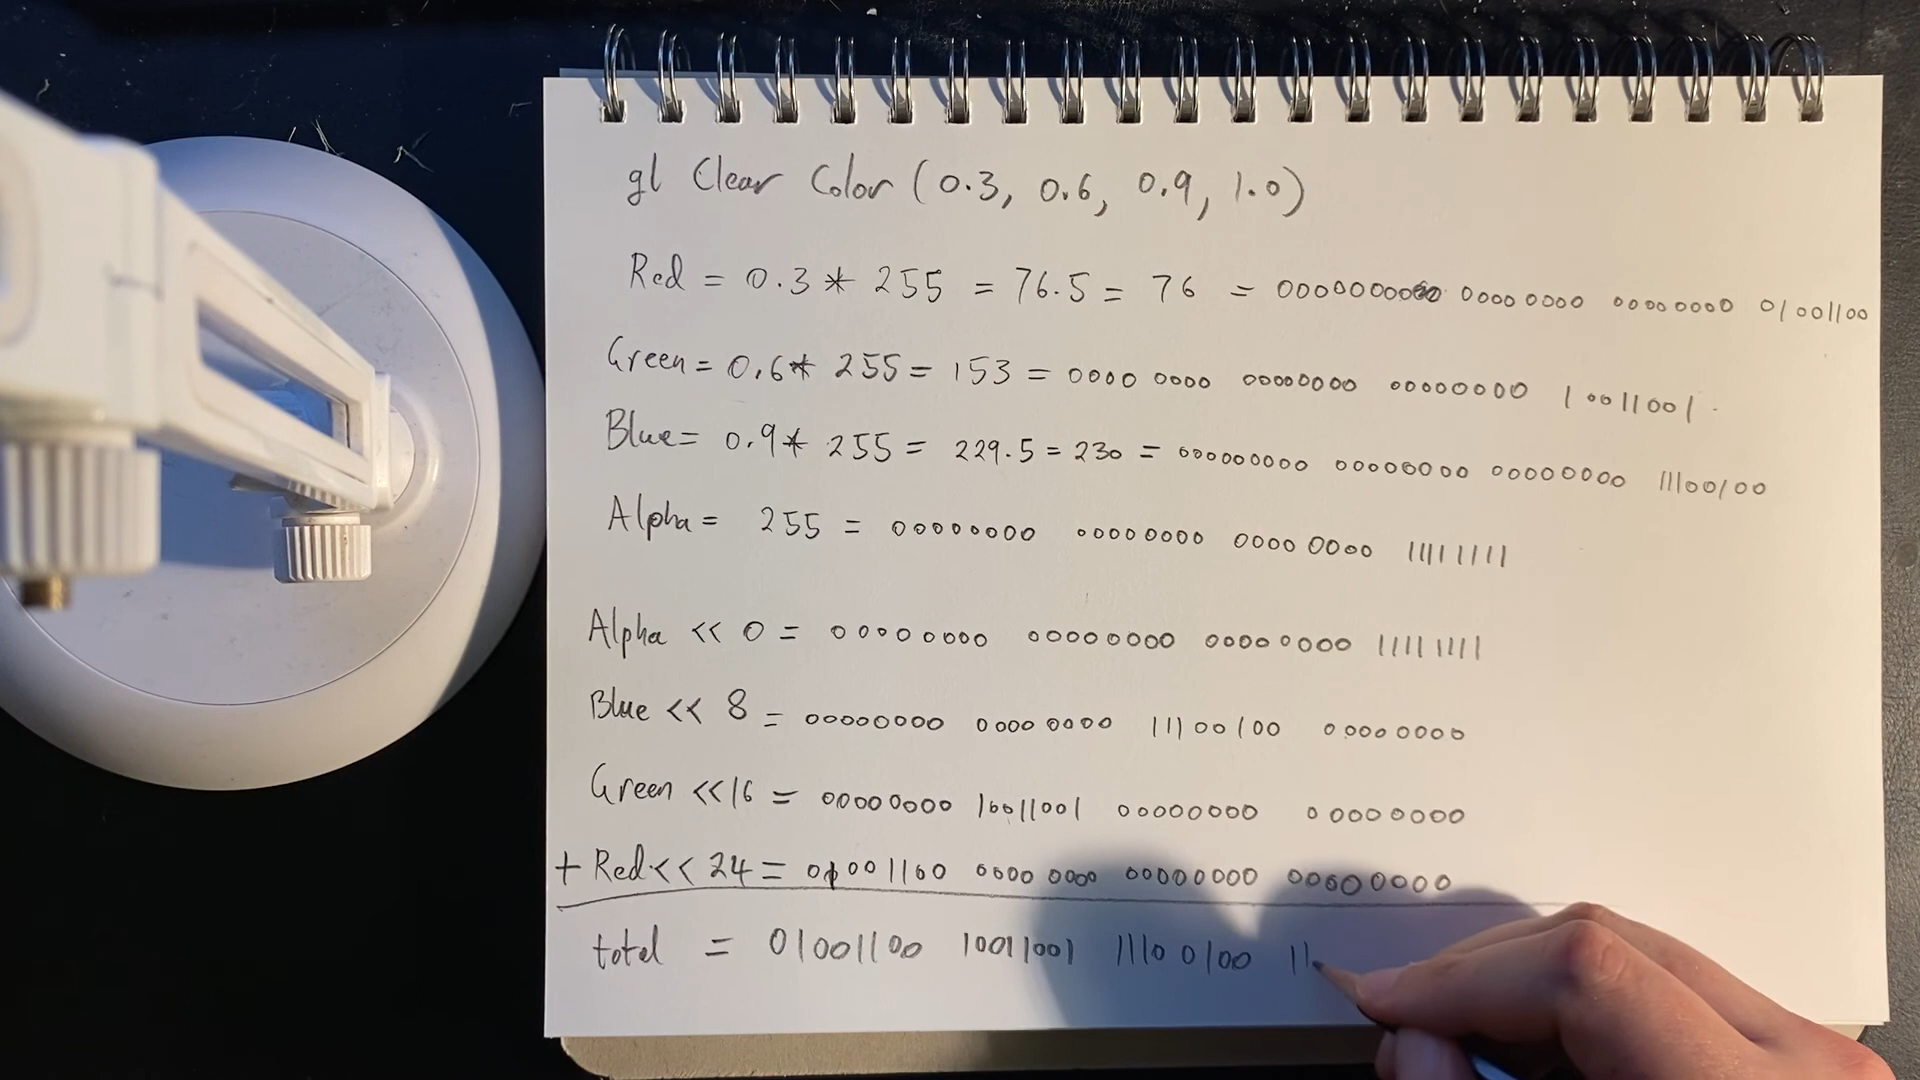 gl Clear Color (0.3, 0.6, 0.9, 1.0)
Red = 0.3 * 255 = 76.5 = 76 = 00000000 00000000 00000000 01001100
Green = 0.6 * 255 = 153 = 0000 0000 00000000 00000000 10011001
Blue = 0.9 * 255 = 229.5 = 230 = 000000000 00000000 00000000 11100100
Alpha = 255 = 00000000 00000000 0000 0000 11111111
Alpha << 0 = 00000000 00000000 00000000 11111111
Blue << 8 = 00000000 0000 0000 11100100 00000000
Green << 16 = 00000000 10011001 00000000 00000000
+ Red << 24 = 01001100 0000 0000 00000000 00000000
total = 01001100 10011001 1110 0100 11